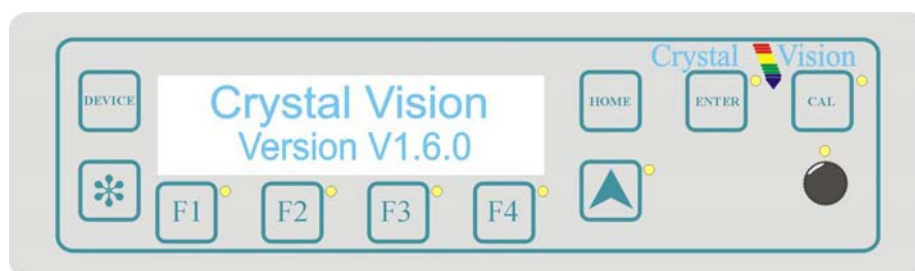 Crystal Vision
DEVICE
Crystal Vision
Version V1.6.0
HOME
ENTER
CAL
F1
F2
F3
F4